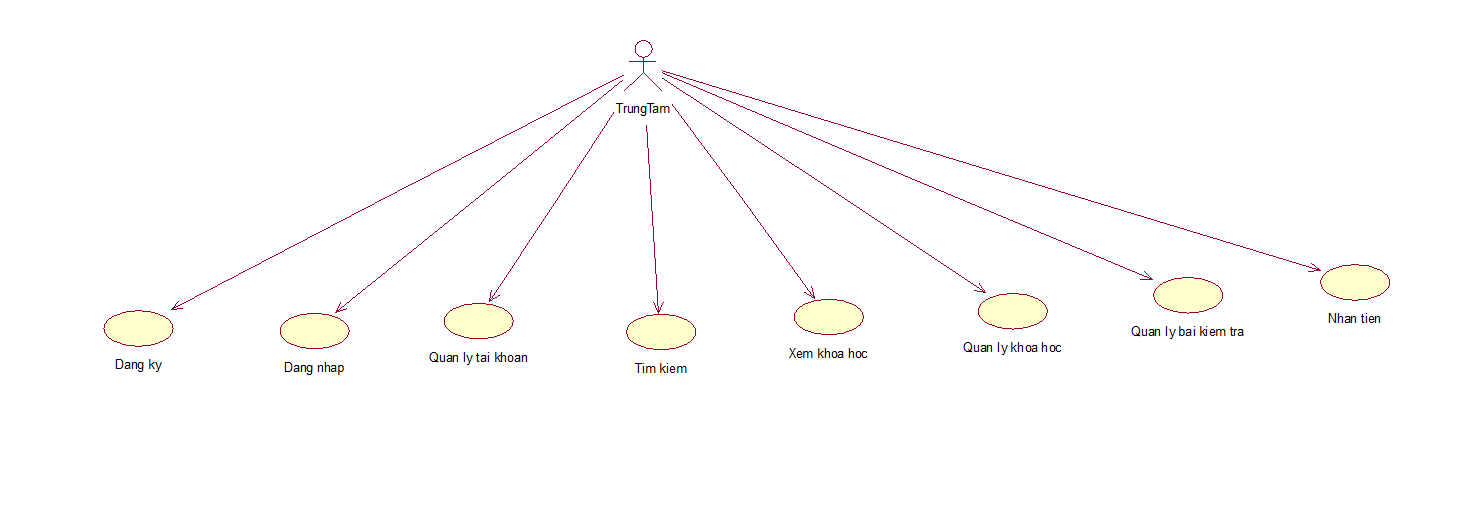 TrungTam
Dang ky
Dang nhap
Quan ly tai khoan
Tim kiem
Xem khoa hoc
Quan ly khoa hoc
Quan ly bai kiem tra
Nhan tien